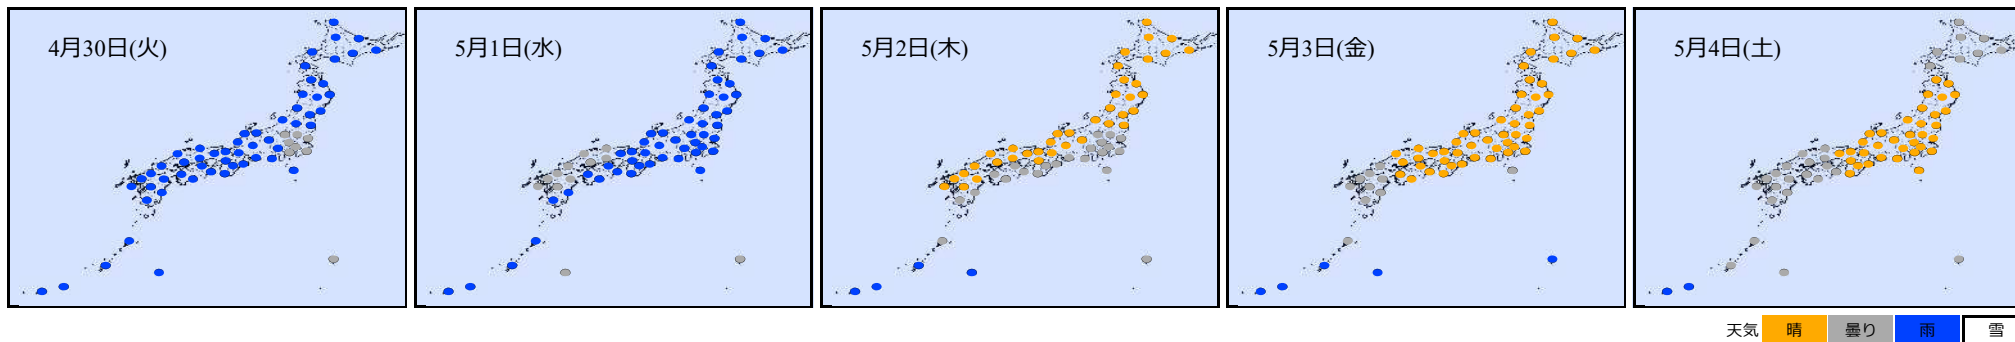 4月30日(火)
5月1日(水)
5月2日(木)
5月3日(金)
5月4日(土)
天気 晴 曇り 雨 雪